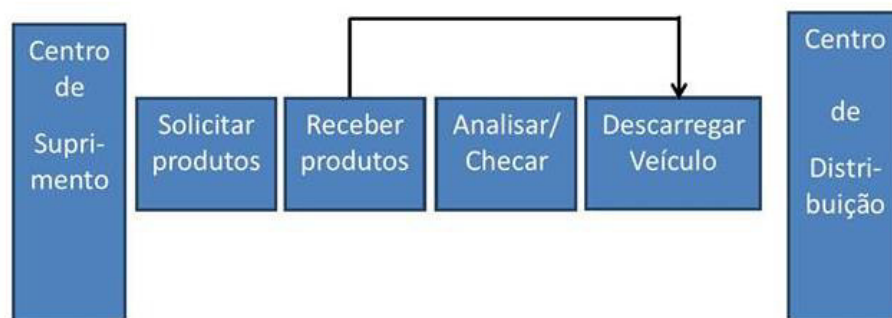 Centro
de
Supri-
mento
Solicitar
produtos
Receber
produtos
Analisar/
Checar
Descarregar
Veículo
Centro
de
Distri-
buição